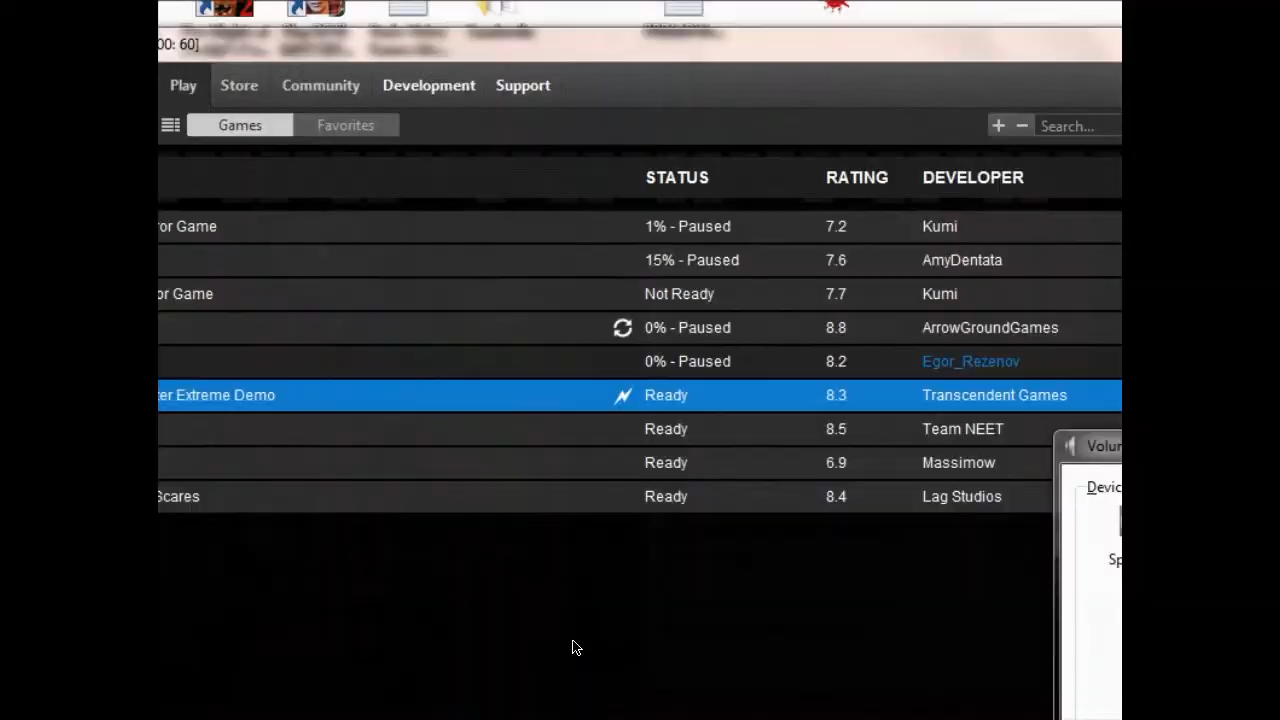 00: 60]
Play Store Community Development Support
Games Favorites + − Search...
STATUS RATING DEVELOPER
or Game 1% - Paused 7.2 Kumi
15% - Paused 7.6 AmyDentata
or Game Not Ready 7.7 Kumi
0% - Paused 8.8 ArrowGroundGames
0% - Paused 8.2 Egor_Rezenov
er Extreme Demo Ready 8.3 Transcendent Games
Ready 8.5 Team NEET
Volu
Ready 6.9 Massimow
Devic
Scares Ready 8.4 Lag Studios
Sp